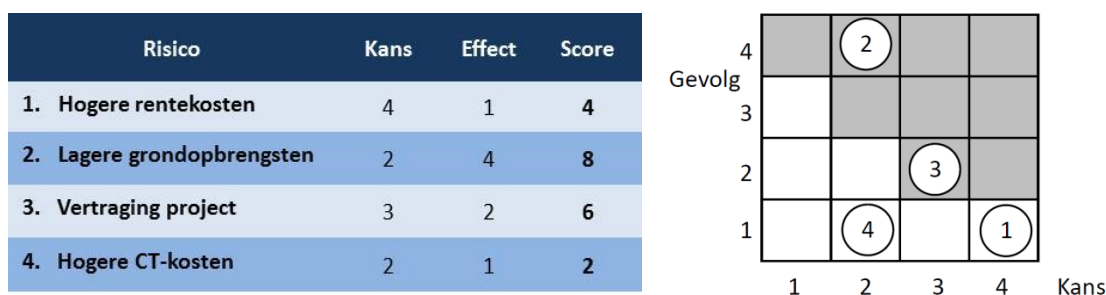 Risico Kans Effect Score
1. Hogere rentekosten 4 1 4
2. Lagere grondopbrengsten 2 4 8
3. Vertraging project 3 2 6
4. Hogere CT-kosten 2 1 2
4 2
Gevolg
3
2 3
1 4 1
1 2 3 4 Kans